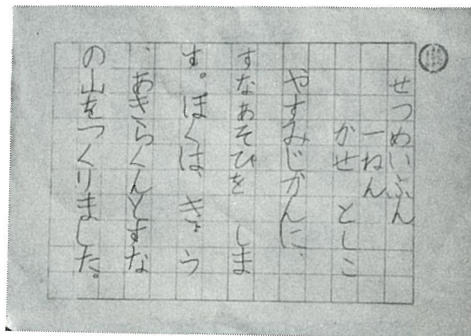 せつめいぶん
一ねん
かせ としこ
やすみじかんに、
すなあそびを しま
す。ぼくは、きょう
、あきらくんとすな
の山をつくりました。